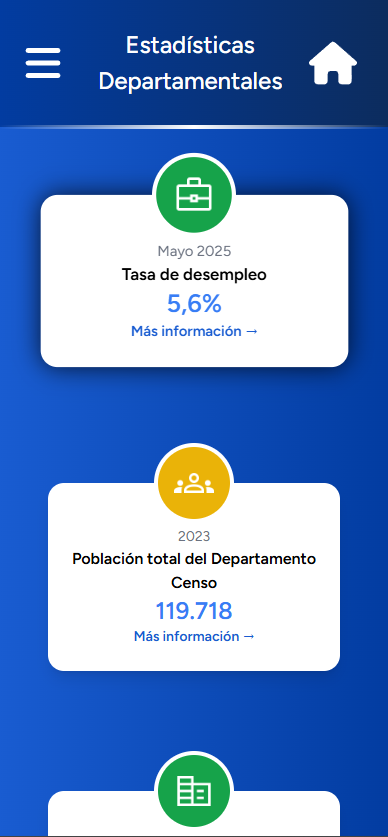 Estadísticas
Departamentales
Mayo 2025
Tasa de desempleo
5,6%
Más información →
2023
Población total del Departamento
Censo
119.718
Más información →